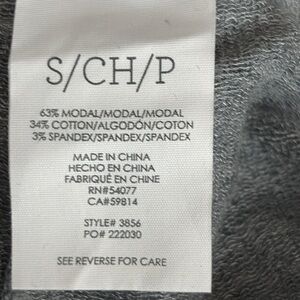 S/CH/P
63% MODAL/MODAL/MODAL
34% COTTON/ALGODÓN/COTON
3% SPANDEX/SPANDEX/SPANDEX
MADE IN CHINA
HECHO EN CHINA
FABRIQUÉ EN CHINE
RN#54077
CA#59814
STYLE# 3856
PO# 222030
SEE REVERSE FOR CARE